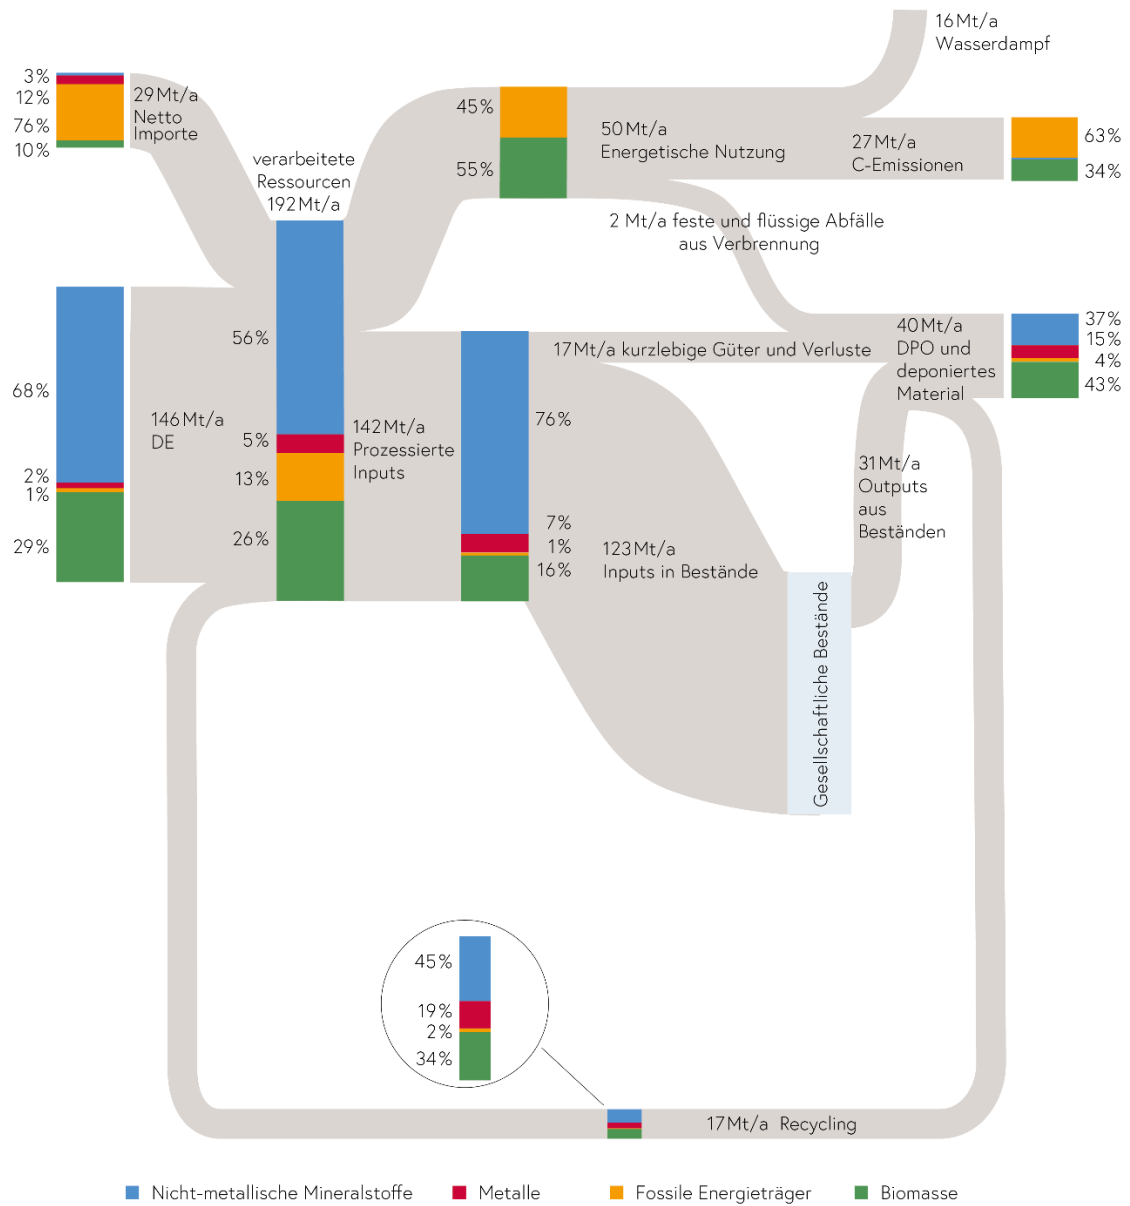 16 Mt/a
Wasserdampf
3 %
12 %
76 %
10 %
29 Mt/a
Netto
Importe
verarbeitete
Ressourcen
192 Mt/a
45 %
55 %
50 Mt/a
Energetische Nutzung
27 Mt/a
C-Emissionen
63 %
34 %
2 Mt/a feste und flüssige Abfälle
aus Verbrennung
68 %
2 %
1 %
29 %
146 Mt/a
DE
56 %
5 %
13 %
26 %
142 Mt/a
Prozessierte
Inputs
17 Mt/a kurzlebige Güter und Verluste
76 %
7 %
1 %
16 %
123 Mt/a
Inputs in Bestände
40 Mt/a
DPO und
deponiertes
Material
37 %
15 %
4 %
43 %
31 Mt/a
Outputs
aus
Beständen
Gesellschaftliche Bestände
45 %
19 %
2 %
34 %
17 Mt/a Recycling
Nicht-metallische Mineralstoffe
Metalle
Fossile Energieträger
Biomasse